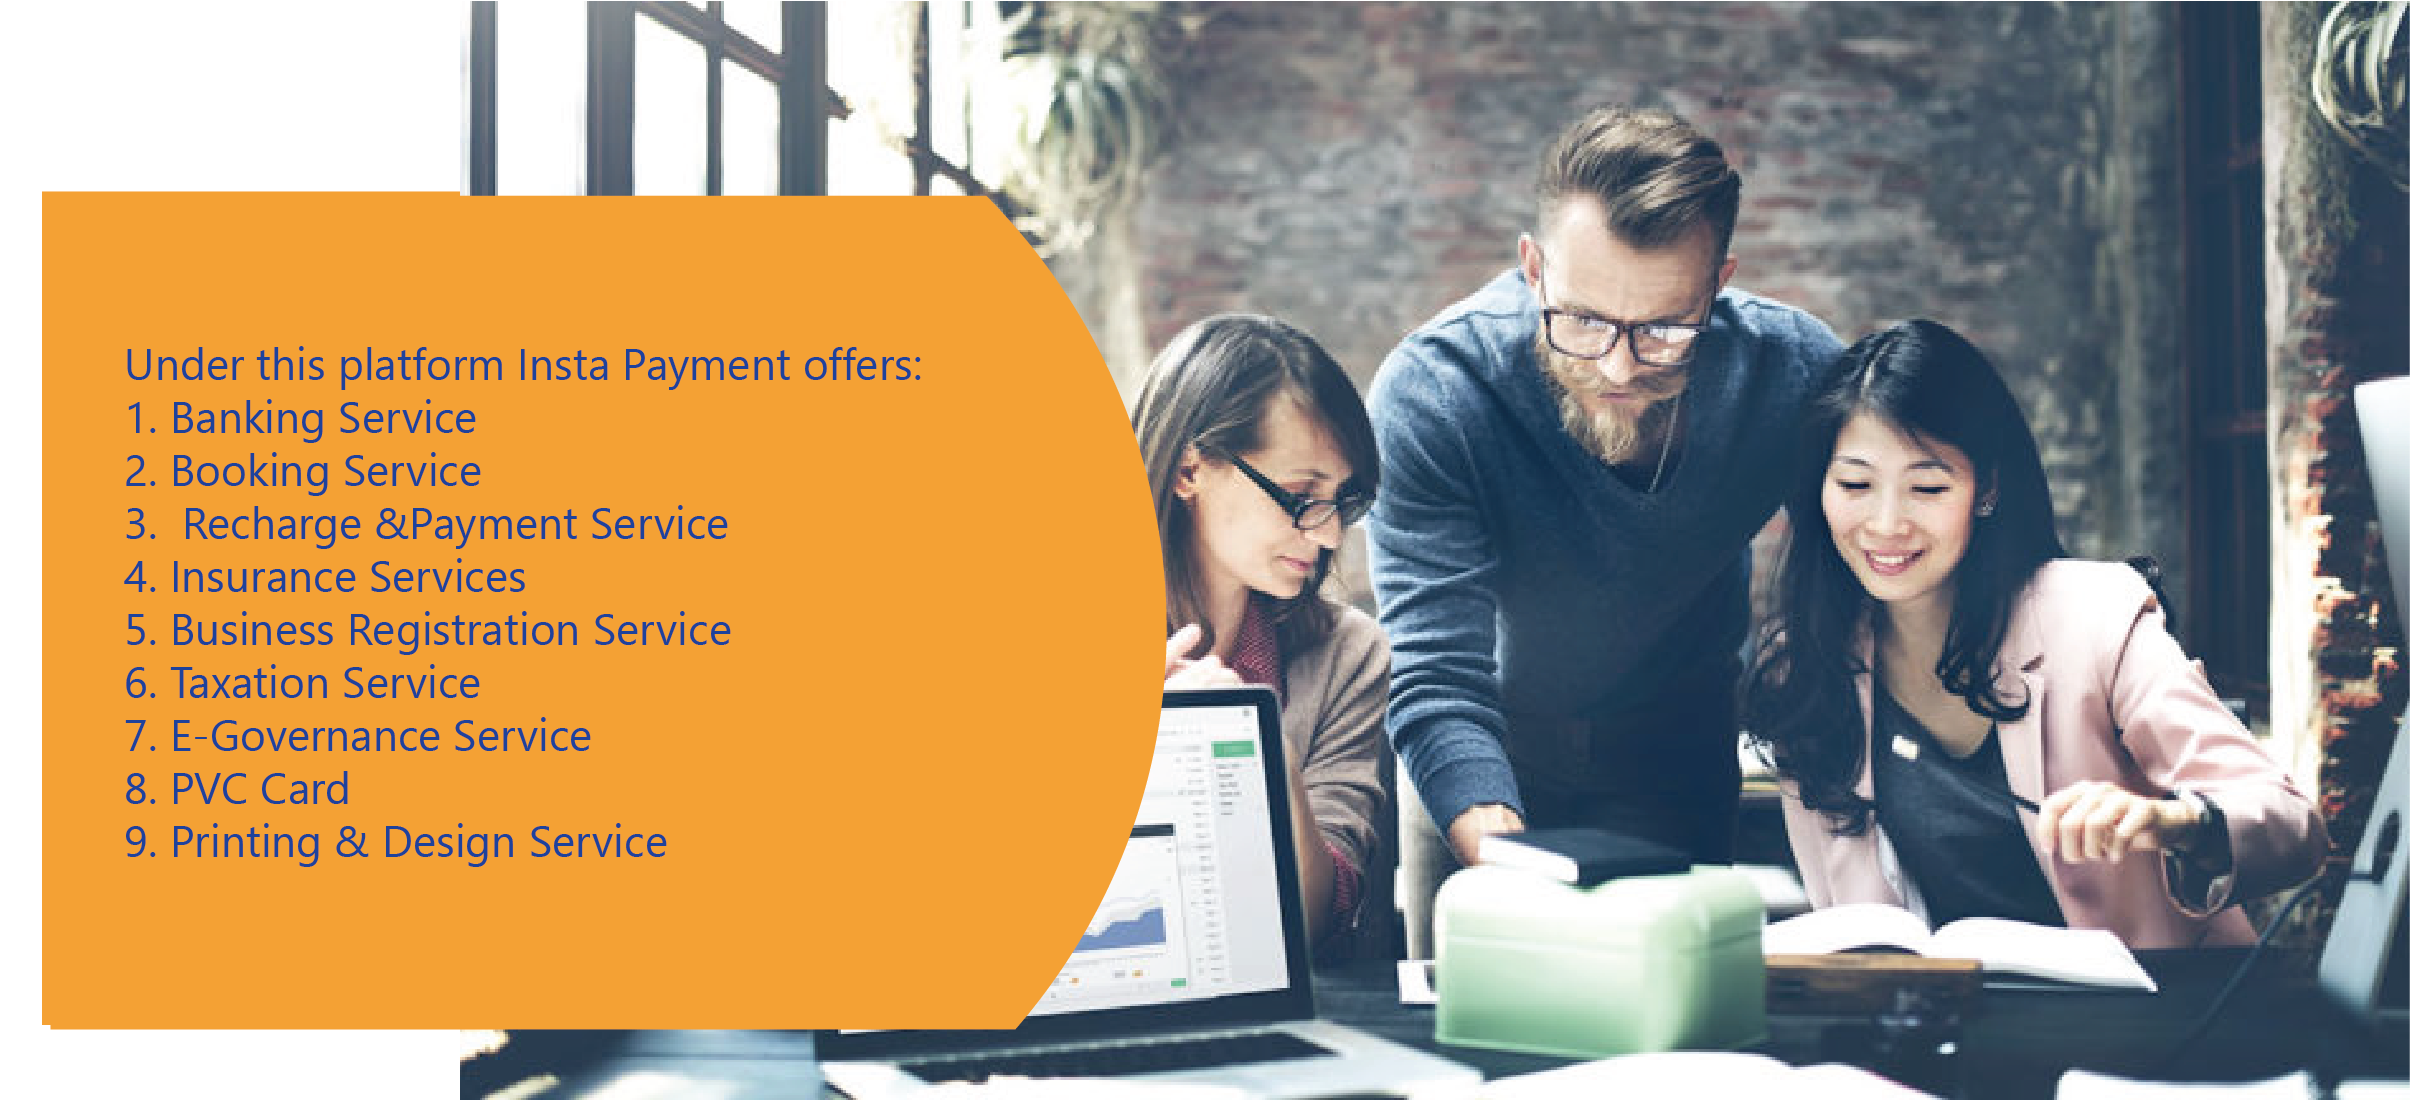 Under this platform Insta Payment offers:
1. Banking Service
2. Booking Service
3.  Recharge &Payment Service
4. Insurance Services
5. Business Registration Service
6. Taxation Service
7. E-Governance Service
8. PVC Card
9. Printing & Design Service